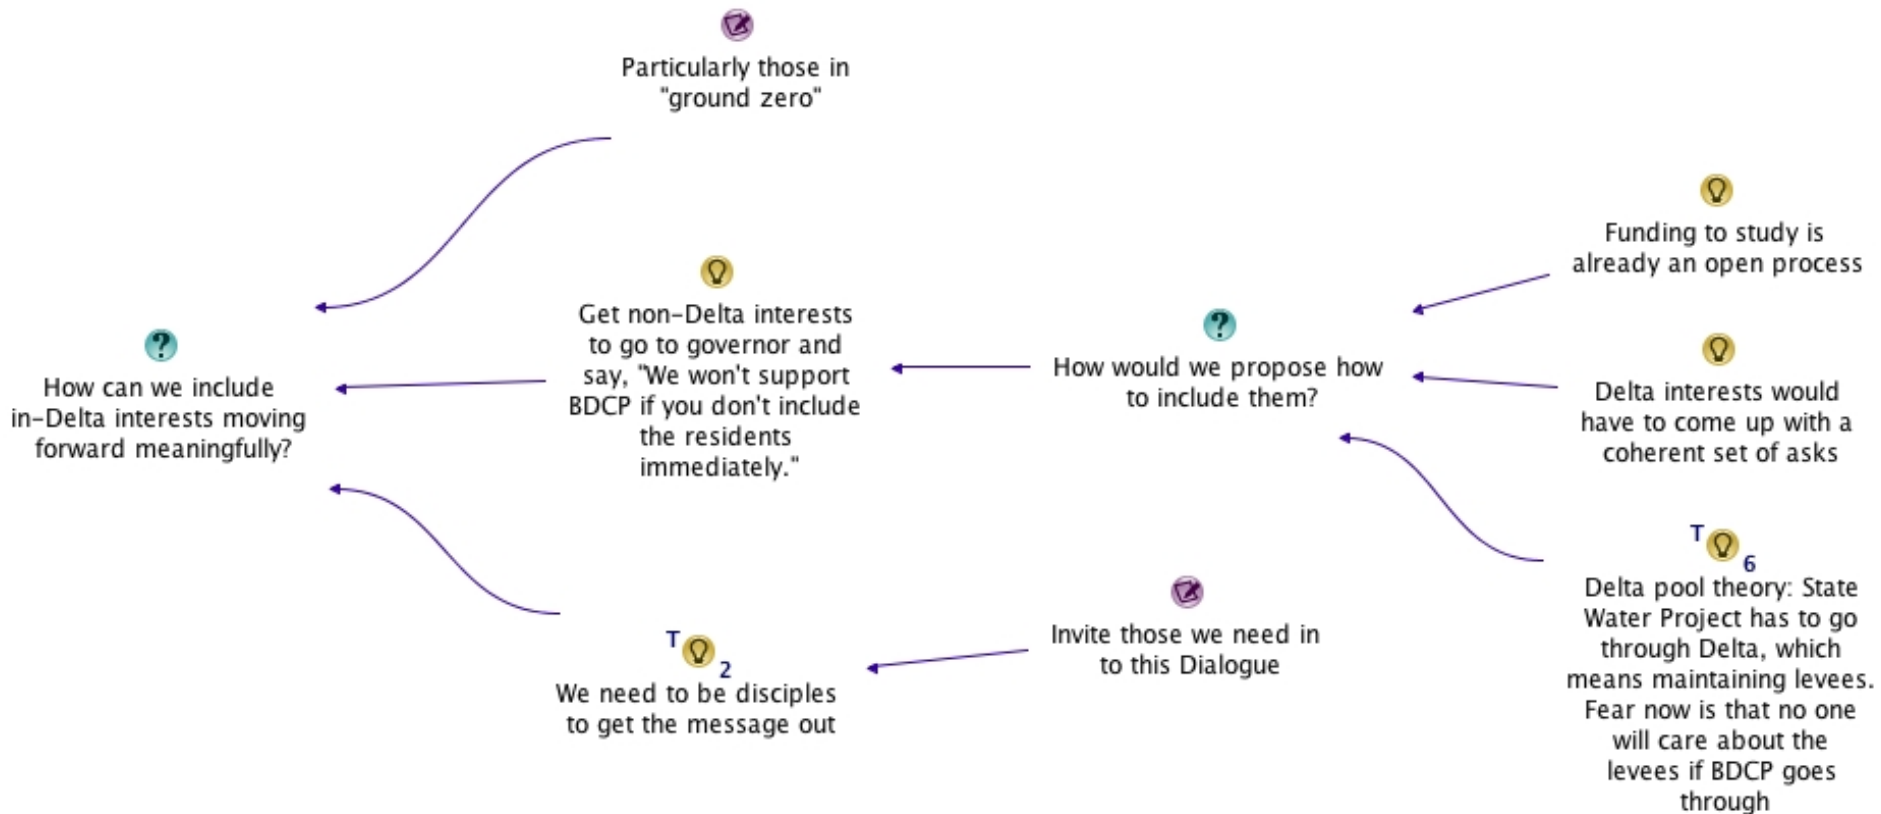 Particularly those in
"ground zero"
?
How can we include
in-Delta interests moving
forward meaningfully?
Get non-Delta interests
to go to governor and
say, "We won't support
BDCP if you don't include
the residents
immediately."
T
2
We need to be disciples
to get the message out
?
How would we propose how
to include them?
Invite those we need in
to this Dialogue
Funding to study is
already an open process
Delta interests would
have to come up with a
coherent set of asks
T
6
Delta pool theory: State
Water Project has to go
through Delta, which
means maintaining levees.
Fear now is that no one
will care about the
levees if BDCP goes
through